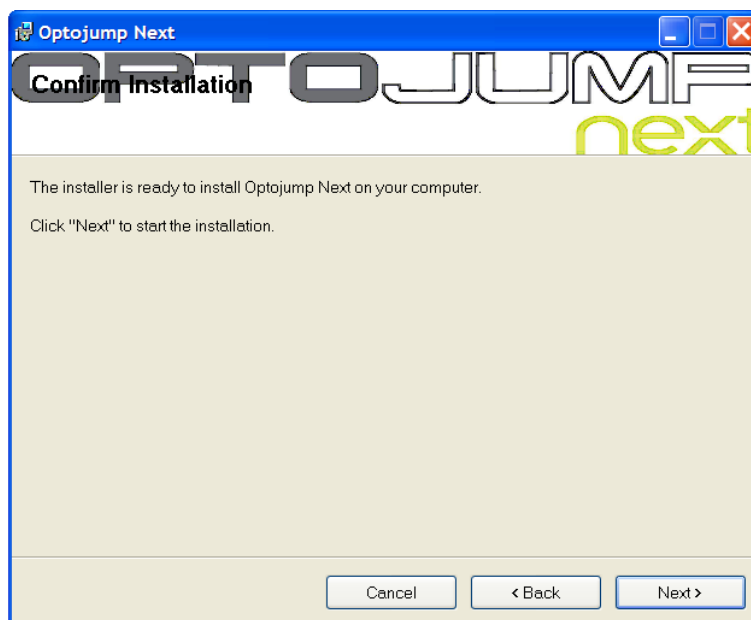 Optojump Next
OPTOJUMP
next
Confirm Installation
The installer is ready to install Optojump Next on your computer.
Click "Next" to start the installation.
Cancel
< Back
Next >